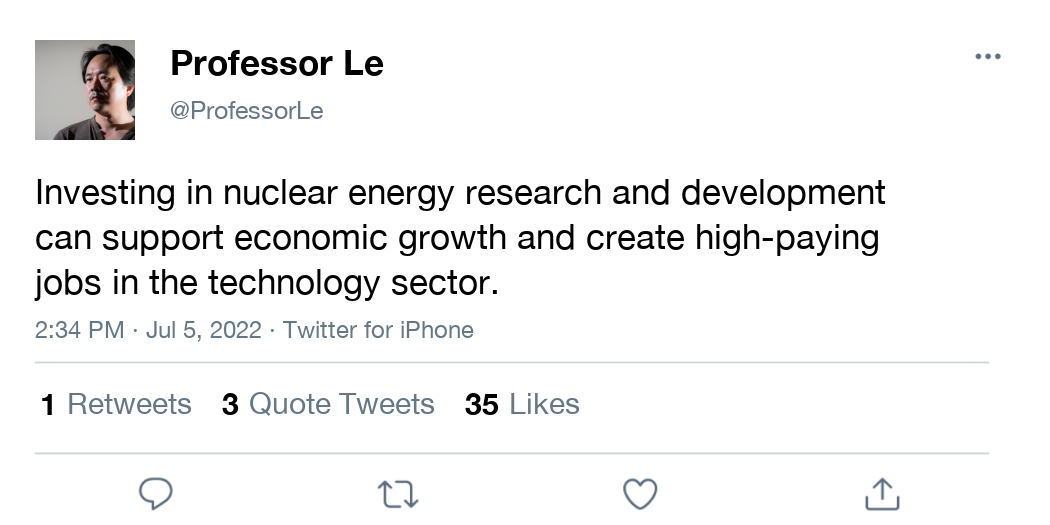 Professor Le
@ProfessorLe
Investing in nuclear energy research and development
can support economic growth and create high-paying
jobs in the technology sector.
2:34 PM · Jul 5, 2022 · Twitter for iPhone
1 Retweets 3 Quote Tweets 35 Likes